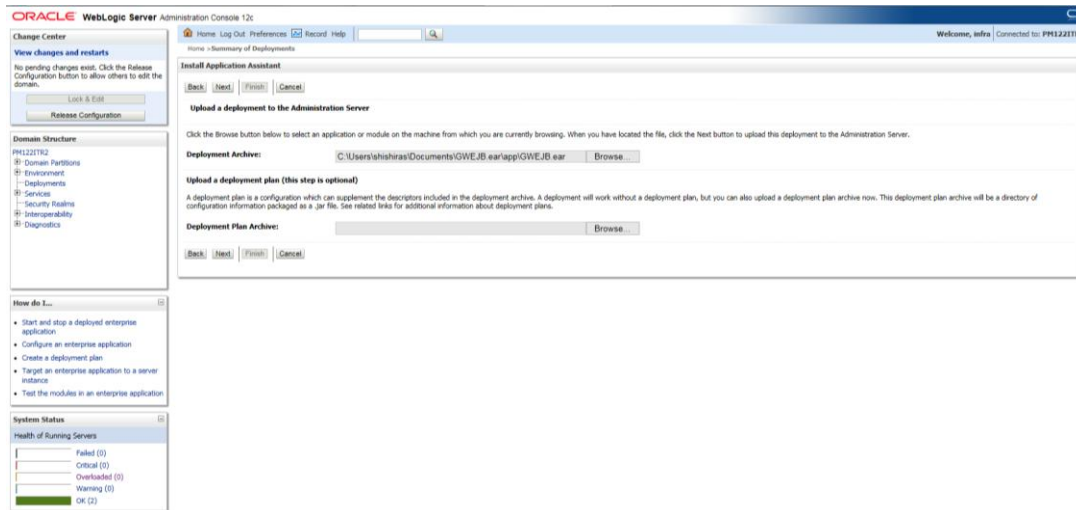 ORACLE WebLogic Server Administration Console 12c
Change Center
View changes and restarts
No pending changes exist. Click the Release
Configuration button to allow others to edit the
domain.
Lock & Edit
Release Configuration
Domain Structure
PM122ITR2
Domain Partitions
Environment
Deployments
Services
Security Realms
Interoperability
Diagnostics
How do I...
Start and stop a deployed enterprise
application
Configure an enterprise application
Create a deployment plan
Target an enterprise application to a server
instance
Test the modules in an enterprise application
System Status
Health of Running Servers
Failed (0)
Critical (0)
Overloaded (0)
Warning (0)
OK (2)
Home Log Out Preferences Record Help
Welcome, infra Connected to: PM122IT
Home >Summary of Deployments
Install Application Assistant
Back Next Finish Cancel
Upload a deployment to the Administration Server
Click the Browse button below to select an application or module on the machine from which you are currently browsing. When you have located the file, click the Next button to upload this deployment to the Administration Server.
Deployment Archive: C:\Users\shishiras\Documents\GWEJB.ear\app\GWEJB.ear Browse...
Upload a deployment plan (this step is optional)
A deployment plan is a configuration which can supplement the descriptors included in the deployment archive. A deployment will work without a deployment plan, but you can also upload a deployment plan archive now. This deployment plan archive will be a directory of
configuration information packaged as a .jar file. See related links for additional information about deployment plans.
Deployment Plan Archive: Browse...
Back Next Finish Cancel